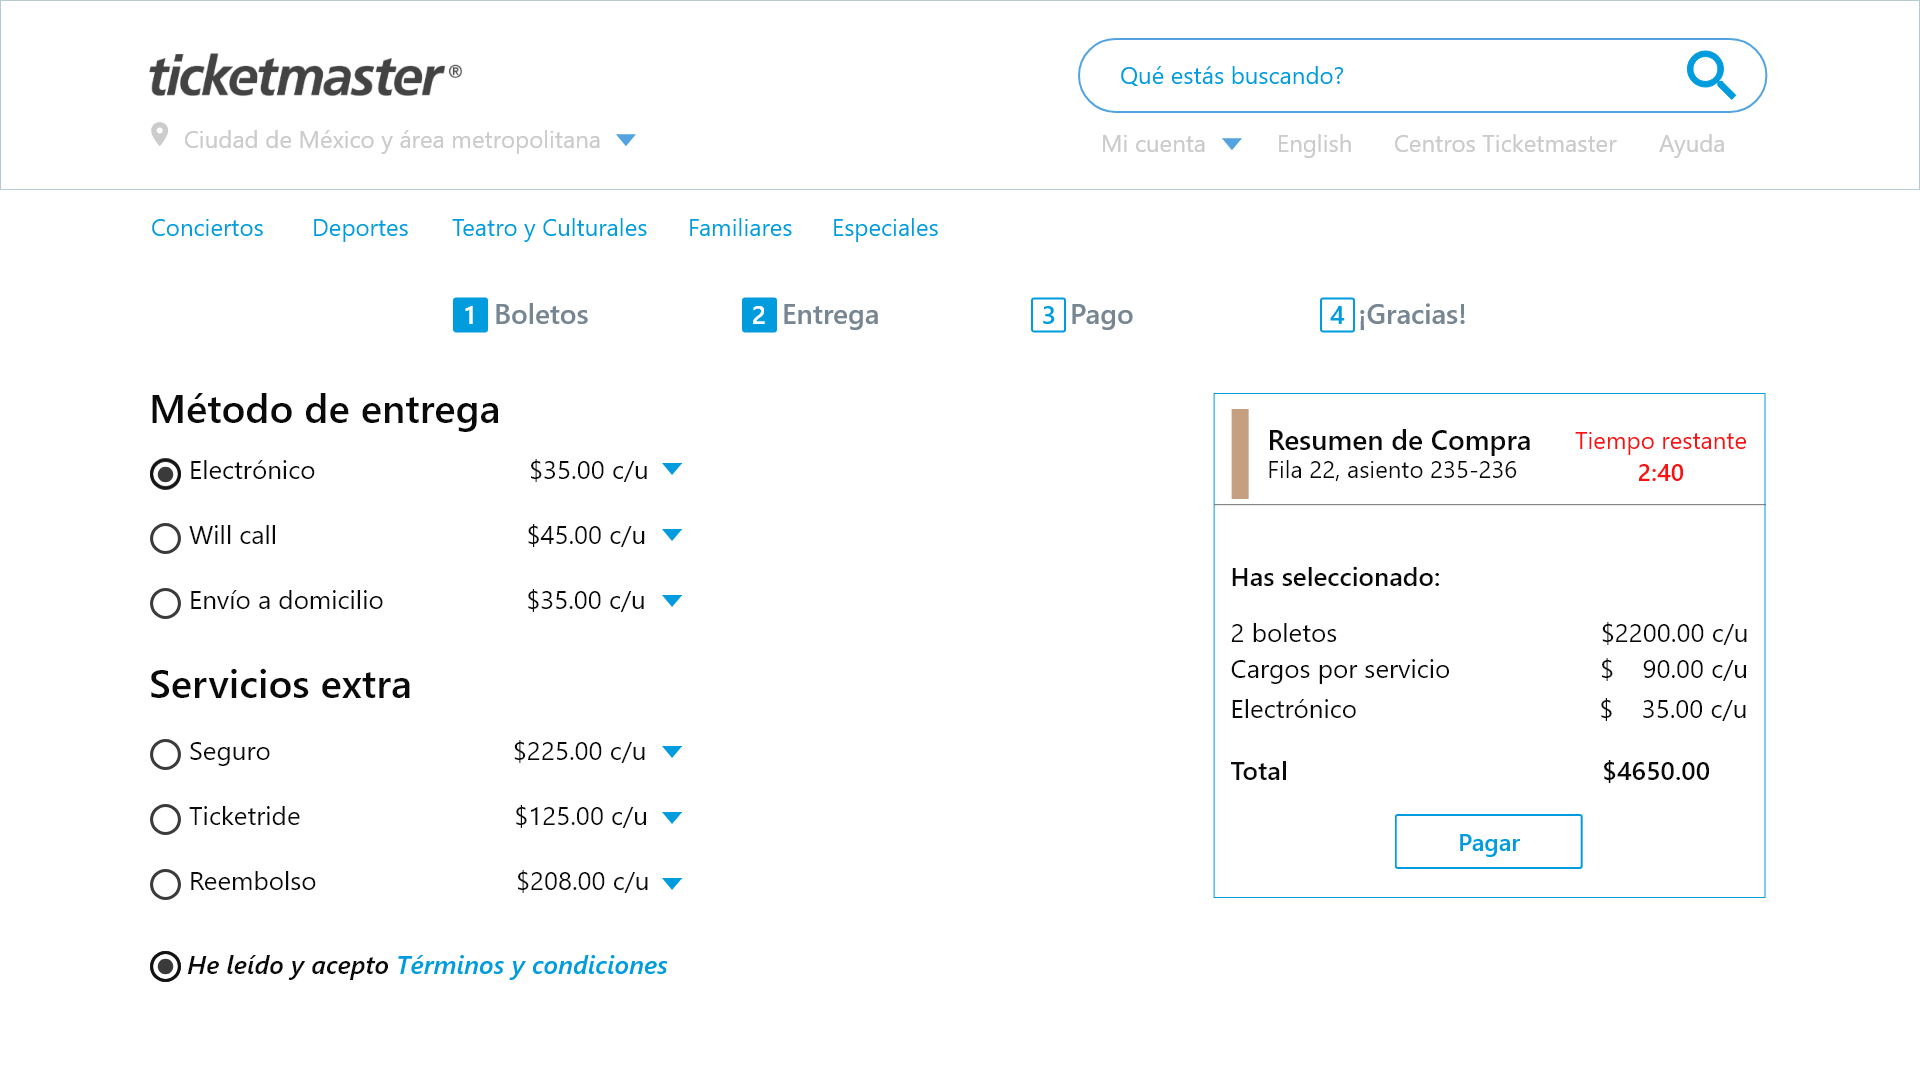 ticketmaster®
Qué estás buscando?
Ciudad de México y área metropolitana
Mi cuenta English Centros Ticketmaster Ayuda
Conciertos Deportes Teatro y Culturales Familiares Especiales
1 Boletos 2 Entrega 3 Pago 4 ¡Gracias!
Método de entrega
Electrónico $35.00 c/u
Will call $45.00 c/u
Envío a domicilio $35.00 c/u
Servicios extra
Seguro $225.00 c/u
Ticketride $125.00 c/u
Reembolso $208.00 c/u
He leído y acepto Términos y condiciones
Resumen de Compra
Fila 22, asiento 235-236
Tiempo restante
2:40
Has seleccionado:
2 boletos $2200.00 c/u
Cargos por servicio $ 90.00 c/u
Electrónico $ 35.00 c/u
Total $4650.00
Pagar